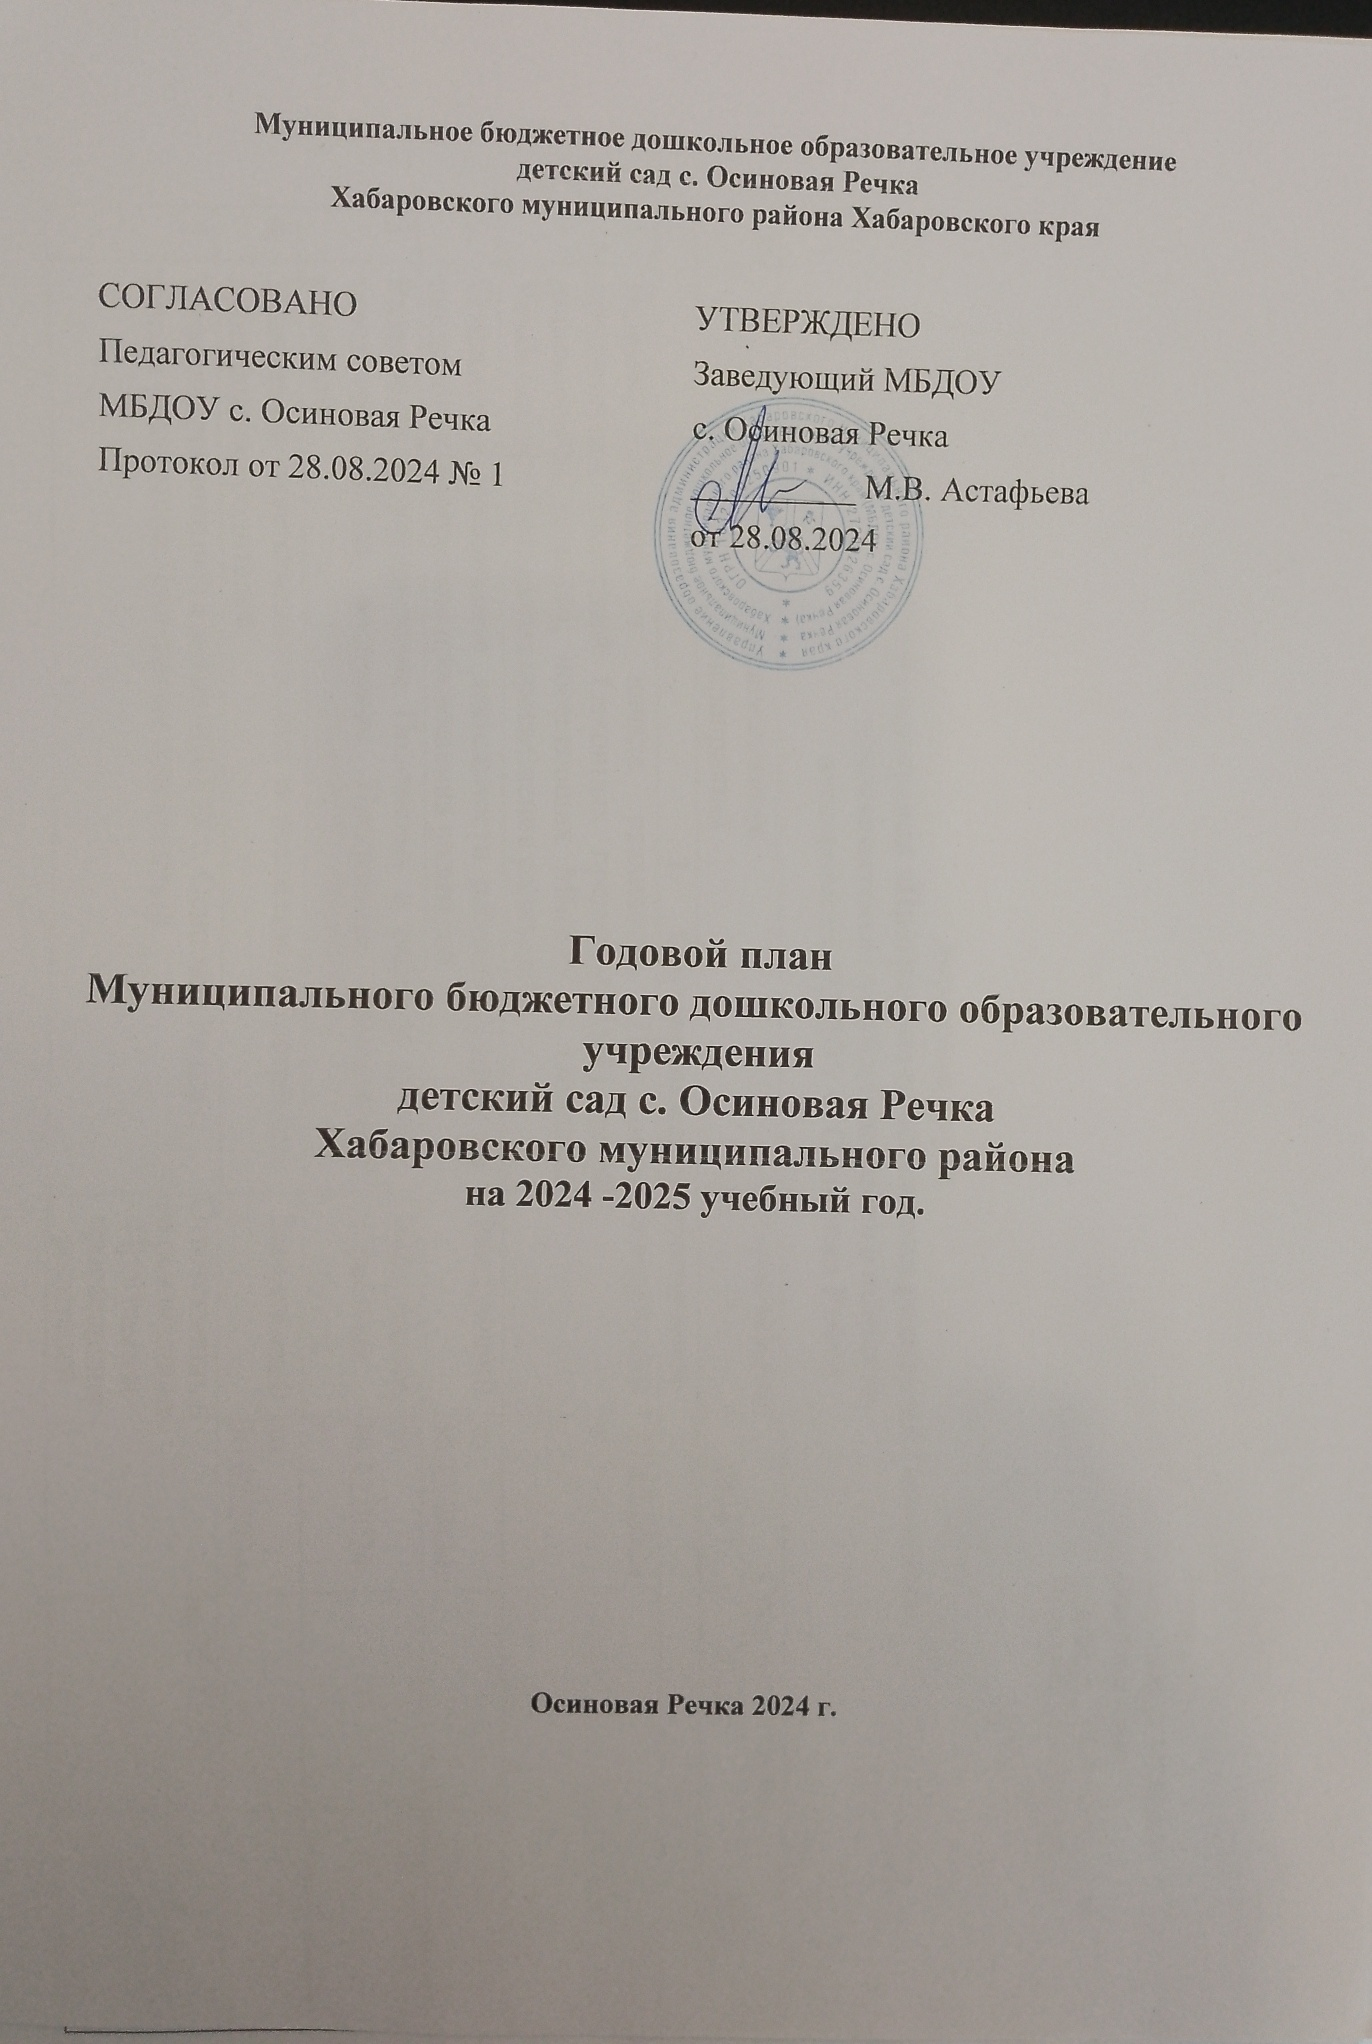 Муниципальное бюджетное дошкольное образовательное учреждение
детский сад с. Осиновая Речка
Хабаровского муниципального района Хабаровского края
СОГЛАСОВАНО
Педагогическим советом
МБДОУ с. Осиновая Речка
Протокол от 28.08.2024 № 1
УТВЕРЖДЕНО
Заведующий МБДОУ
с. Осиновая Речка
М.В. Астафьева
от 28.08.2024
Годовой план
Муниципального бюджетного дошкольного образовательного
учреждения
детский сад с. Осиновая Речка
Хабаровского муниципального района
на 2024 -2025 учебный год.
Осиновая Речка 2024 г.